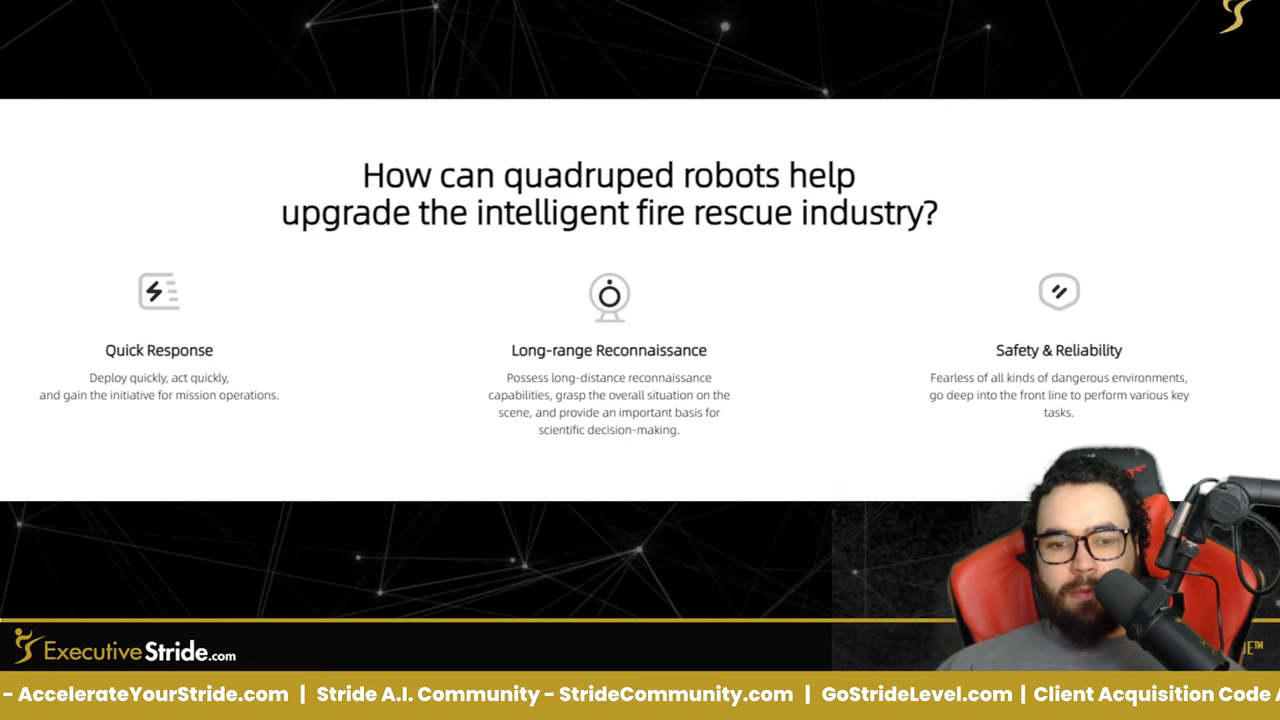 How can quadruped robots help
upgrade the intelligent fire rescue industry?
Quick Response
Deploy quickly, act quickly,
and gain the initiative for mission operations.
Long-range Reconnaissance
Possess long-distance reconnaissance
capabilities, grasp the overall situation on the
scene, and provide an important basis for
scientific decision-making.
Safety & Reliability
Fearless of all kinds of dangerous environments,
go deep into the front line to perform various key
tasks.
ExecutiveStride.com
– AccelerateYourStride.com | Stride A.I. Community – StrideCommunity.com | GoStrideLevel.com | Client Acquisition Code